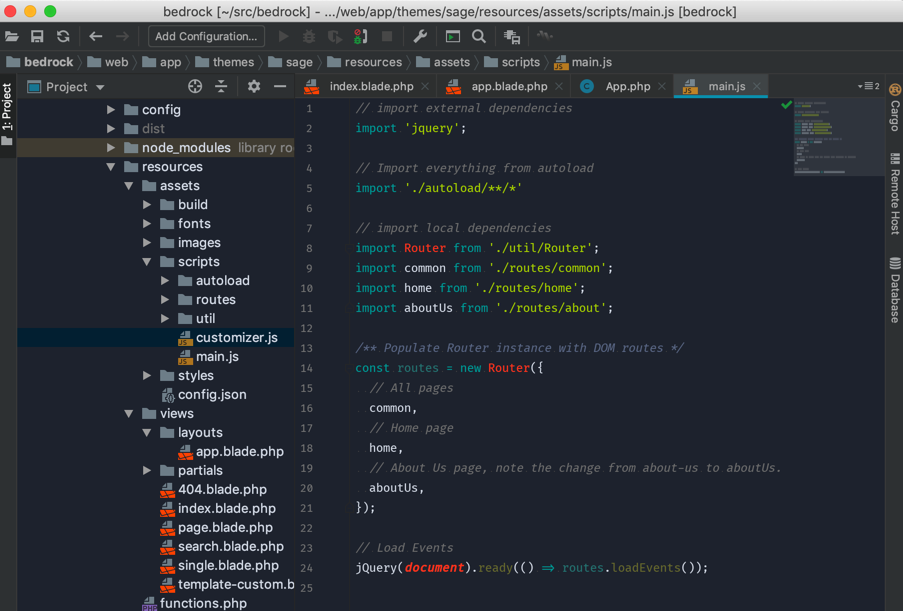 bedrock [~/src/bedrock] - .../web/app/themes/sage/resources/assets/scripts/main.js [bedrock]
Add Configuration...
bedrock web app themes sage resources assets scripts main.js
1: Project
Project
config
dist
node_modules library ro
resources
assets
build
fonts
images
scripts
autoload
routes
util
customizer.js
main.js
styles
config.json
views
layouts
app.blade.php
partials
404.blade.php
index.blade.php
page.blade.php
search.blade.php
single.blade.php
template-custom.b
functions.php
index.blade.php app.blade.php App.php main.js 2
1 // import external dependencies
2 import 'jquery';
3
4 // Import everything from autoload
5 import './autoload/**/*'
6
7 // import local dependencies
8 import Router from './util/Router';
9 import common from './routes/common';
10 import home from './routes/home';
11 import aboutUs from './routes/about';
12
13 /** Populate Router instance with DOM routes */
14 const routes = new Router({
15 // All pages
16 common,
17 // Home page
18 home,
19 // About Us page, note the change from about-us to aboutUs.
20 aboutUs,
21 });
22
23 // Load Events
24 jQuery(document).ready(() => routes.loadEvents());
25
Cargo
Remote Host
Database